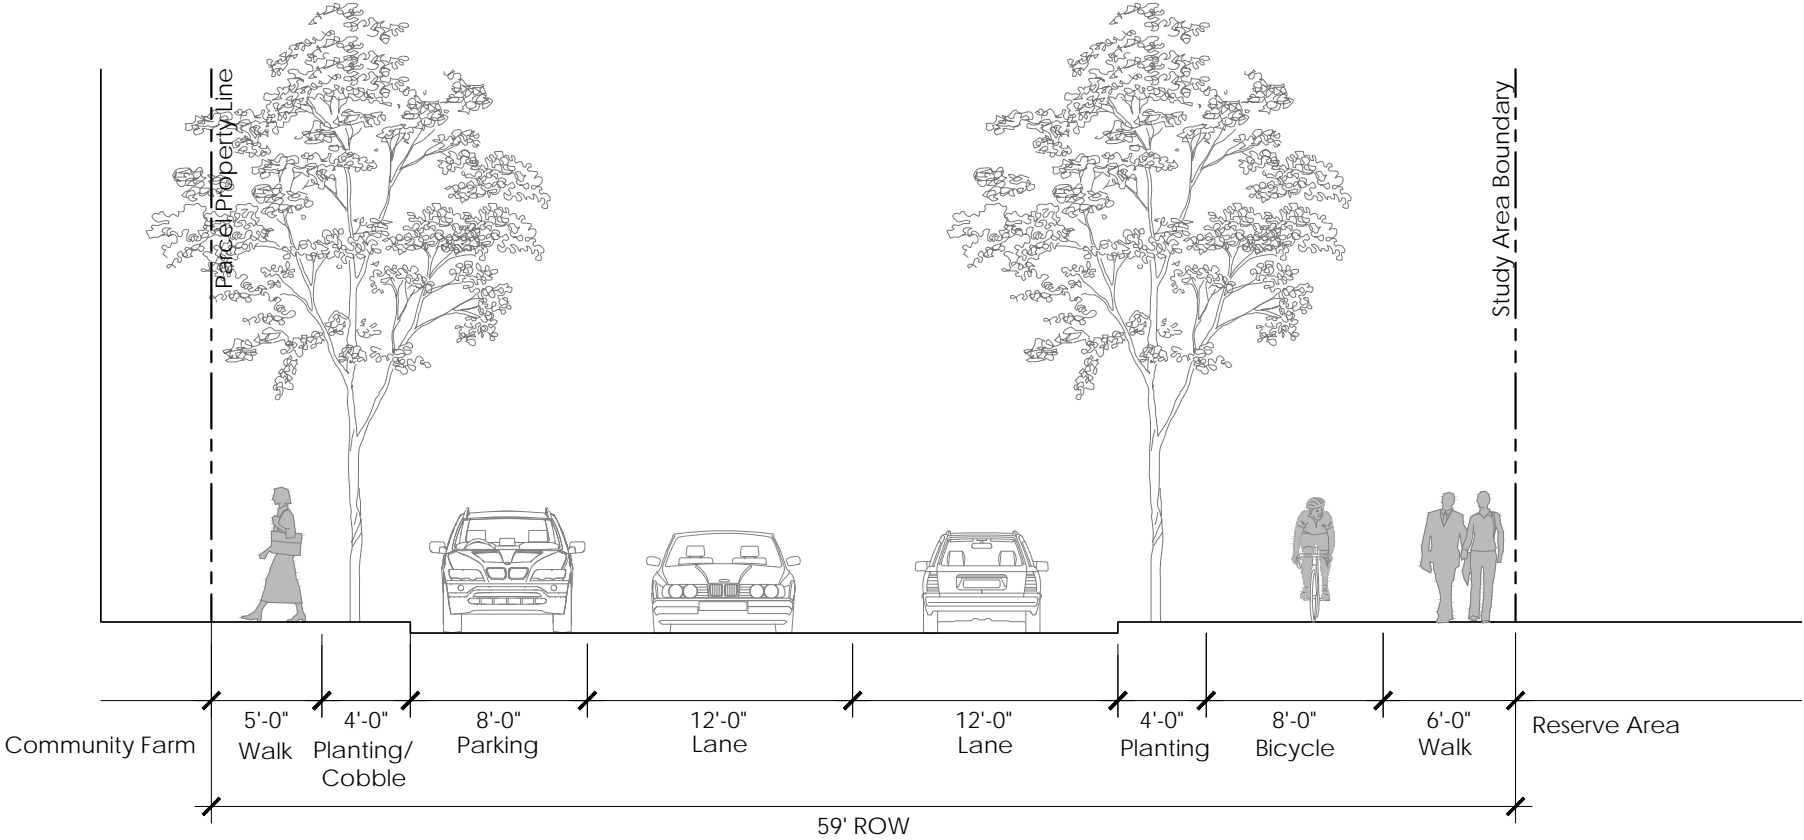 Parcel Property Line
Study Area Boundary
5'-0" 4'-0" 8'-0" 12'-0" 12'-0" 4'-0" 8'-0" 6'-0"
Community Farm Walk Planting/ Parking Lane Lane Planting Bicycle Walk Reserve Area
Cobble
59' ROW